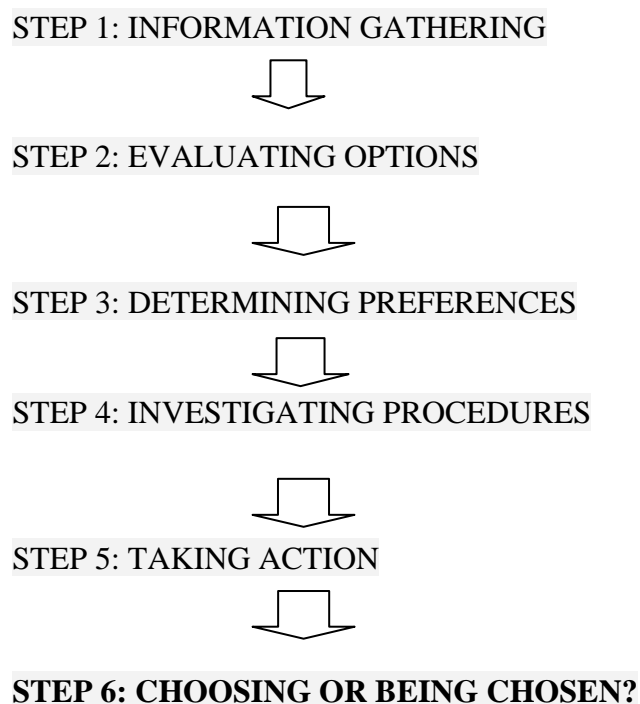 STEP 1: INFORMATION GATHERING
STEP 2: EVALUATING OPTIONS
STEP 3: DETERMINING PREFERENCES
STEP 4: INVESTIGATING PROCEDURES
STEP 5: TAKING ACTION
STEP 6: CHOOSING OR BEING CHOSEN?